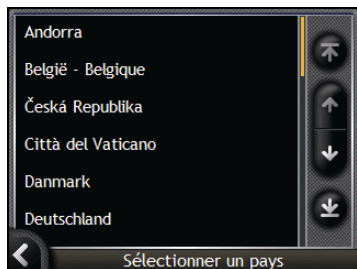 Andorra
België - Belgique
Česká Republika
Città del Vaticano
Danmark
Deutschland
Sélectionner un pays